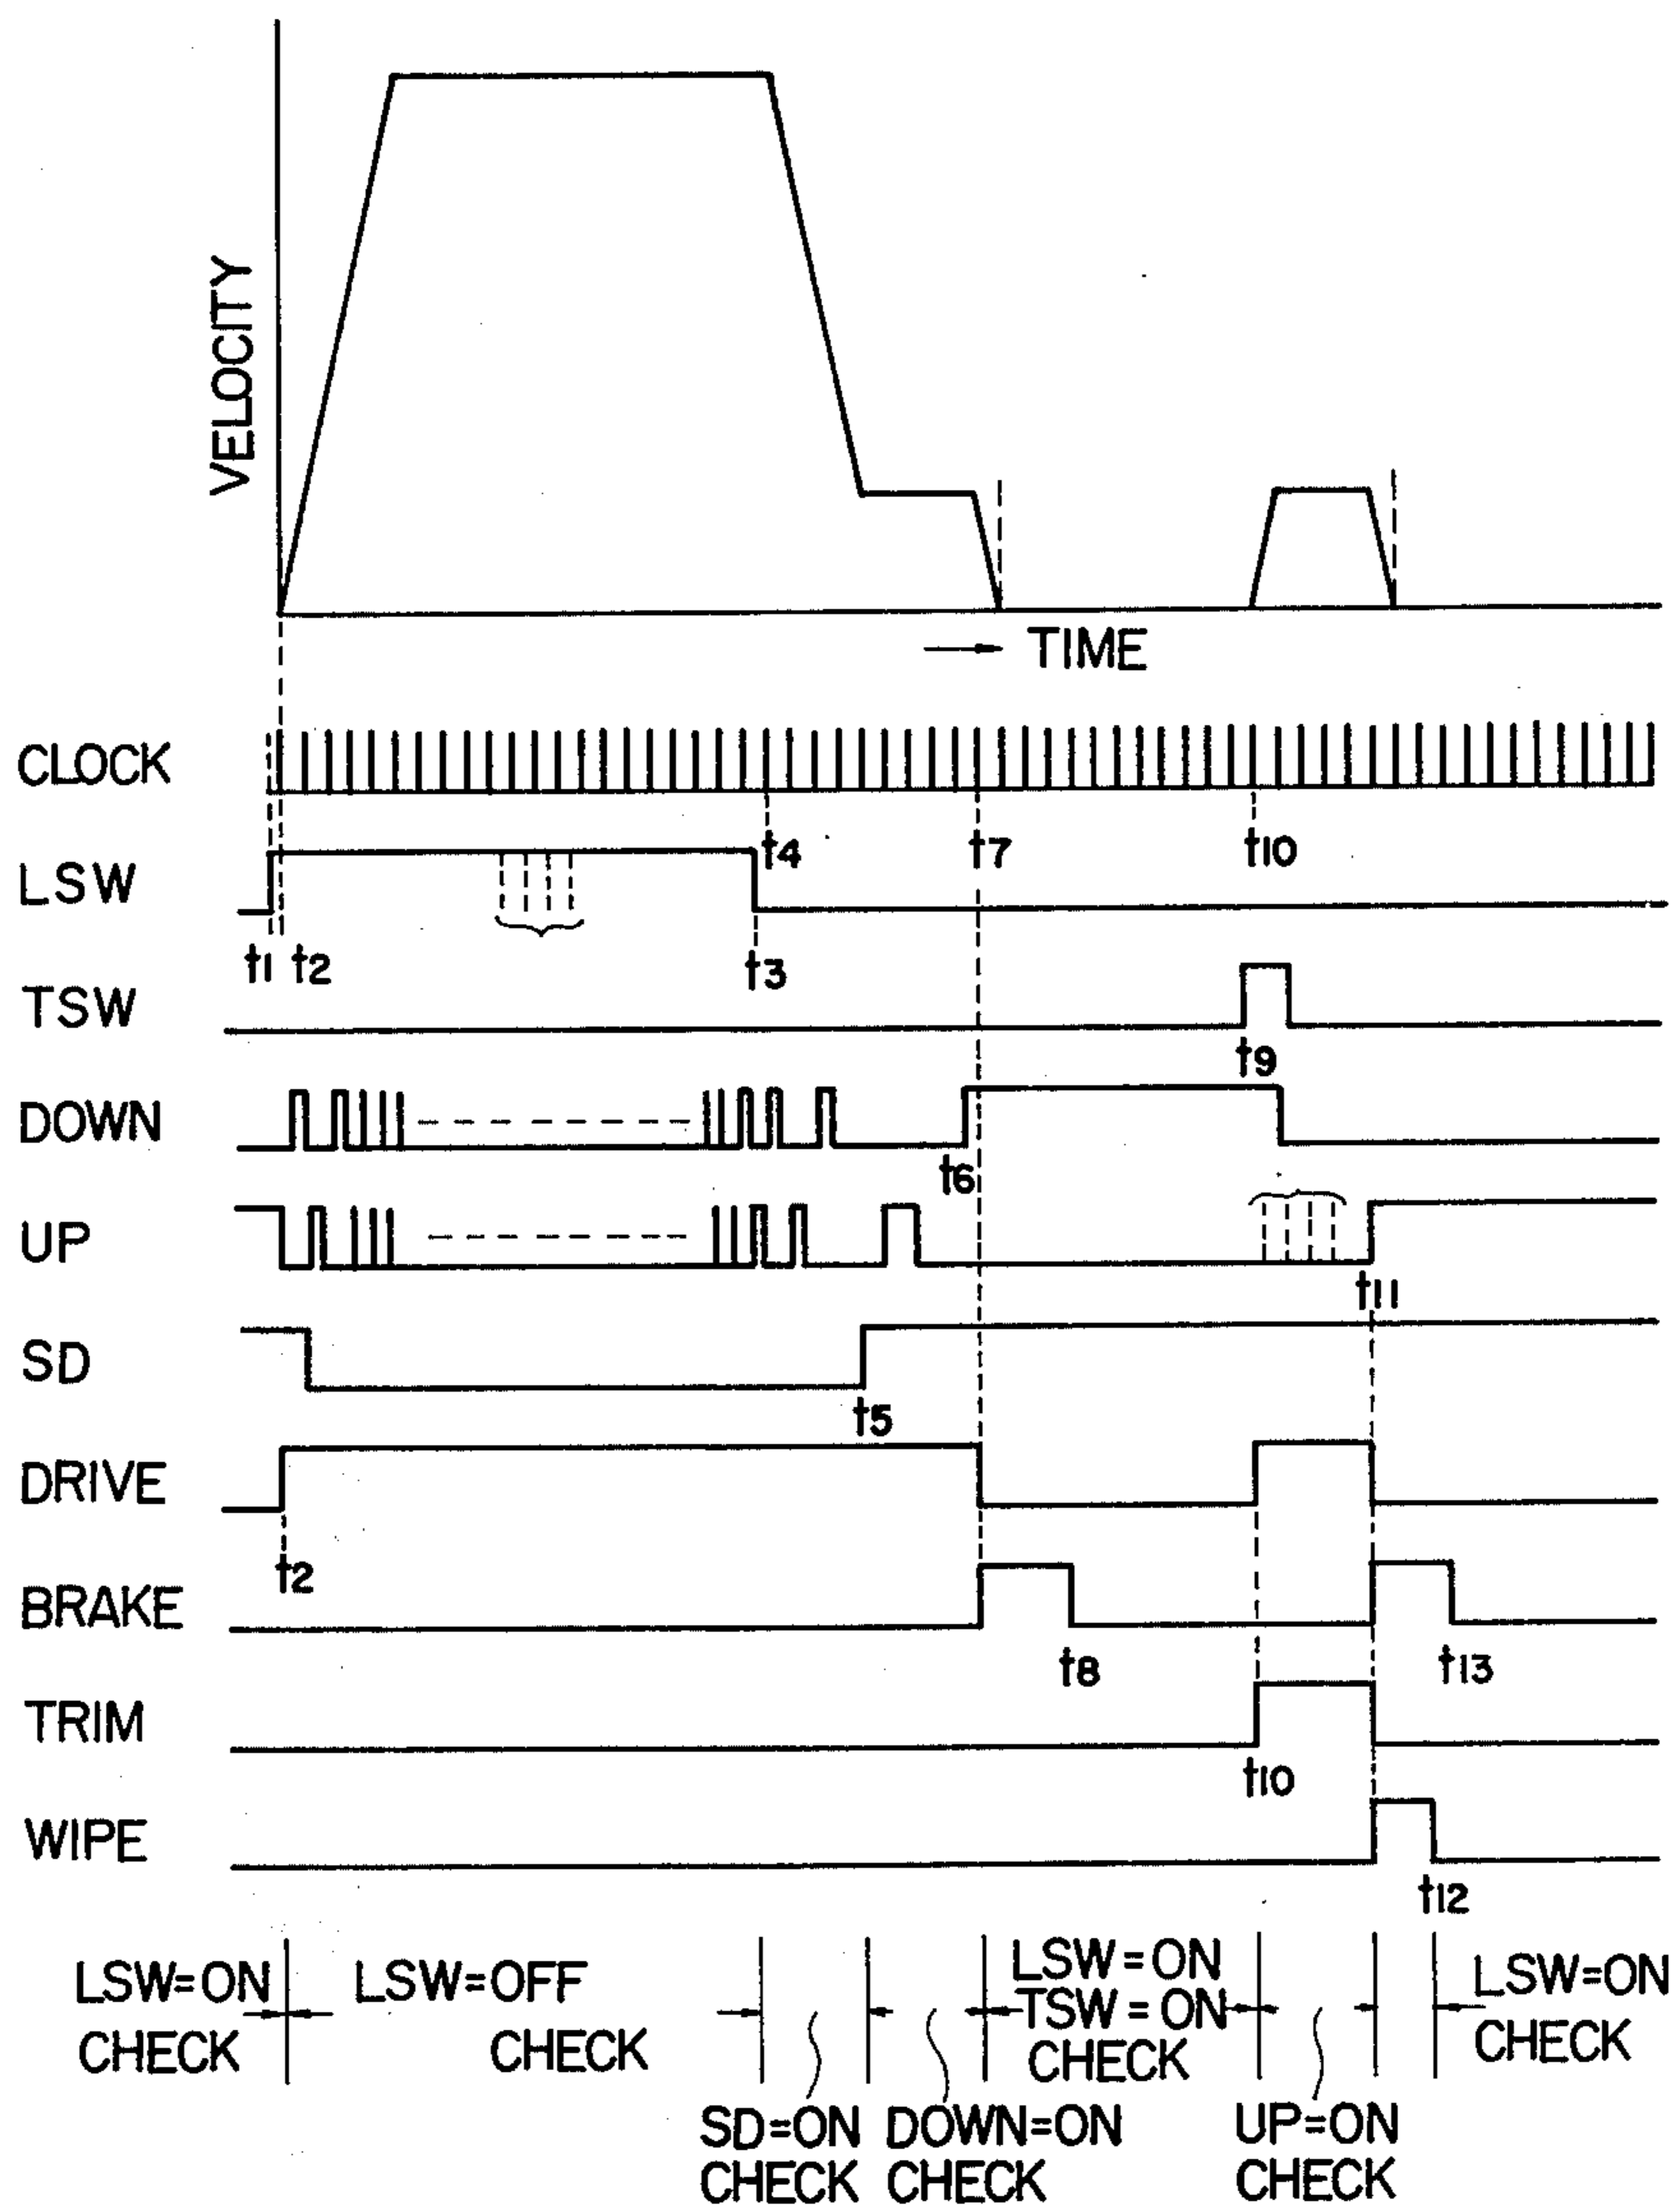 VELOCITY
TIME
CLOCK
t4
t7
t10
LSW
t1
t2
t3
TSW
t9
DOWN
t6
UP
t11
SD
t5
DRIVE
t2
BRAKE
t8
t13
TRIM
t10
WIPE
t12
LSW=ON
CHECK
LSW=OFF
CHECK
LSW=ON
TSW=ON
CHECK
LSW=ON
CHECK
SD=ON
CHECK
DOWN=ON
CHECK
UP=ON
CHECK